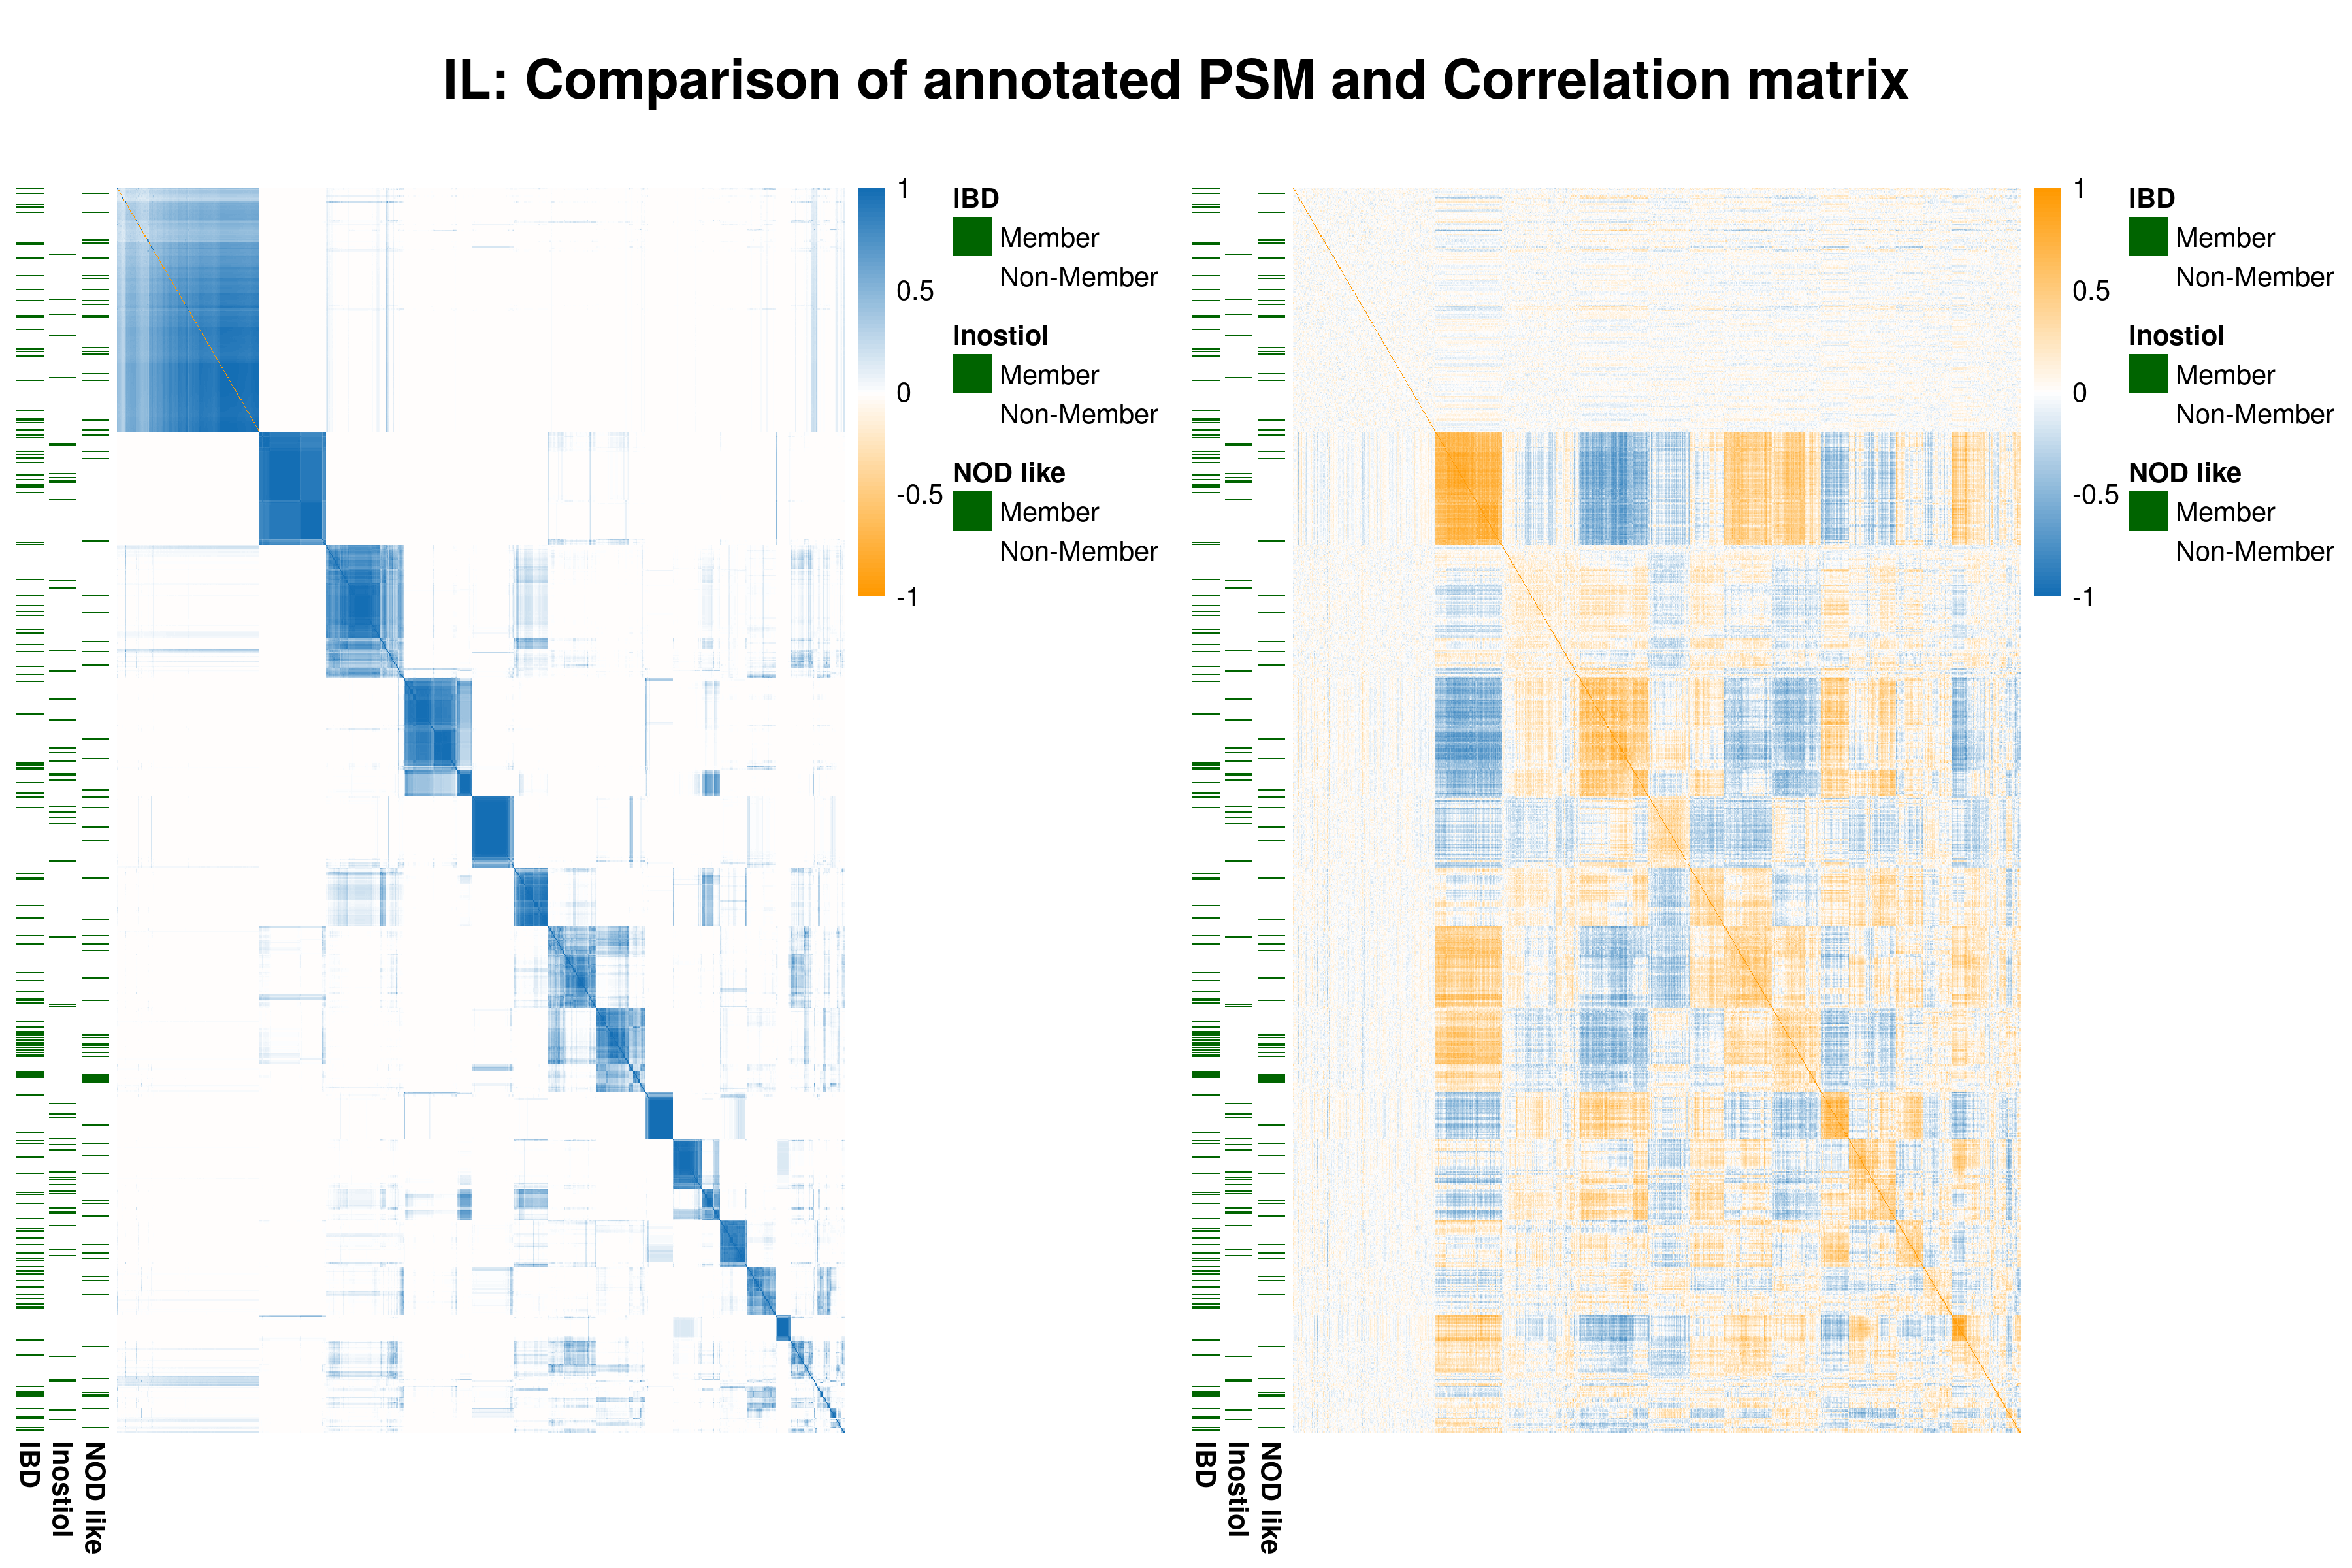 IL: Comparison of annotated PSM and Correlation matrix
1
0.5
0
-0.5
-1
IBD
Member
Non-Member
Inostiol
Member
Non-Member
NOD like
Member
Non-Member
IBD
Inostiol
NOD like
1
0.5
0
-0.5
-1
IBD
Member
Non-Member
Inostiol
Member
Non-Member
NOD like
Member
Non-Member
IBD
Inostiol
NOD like